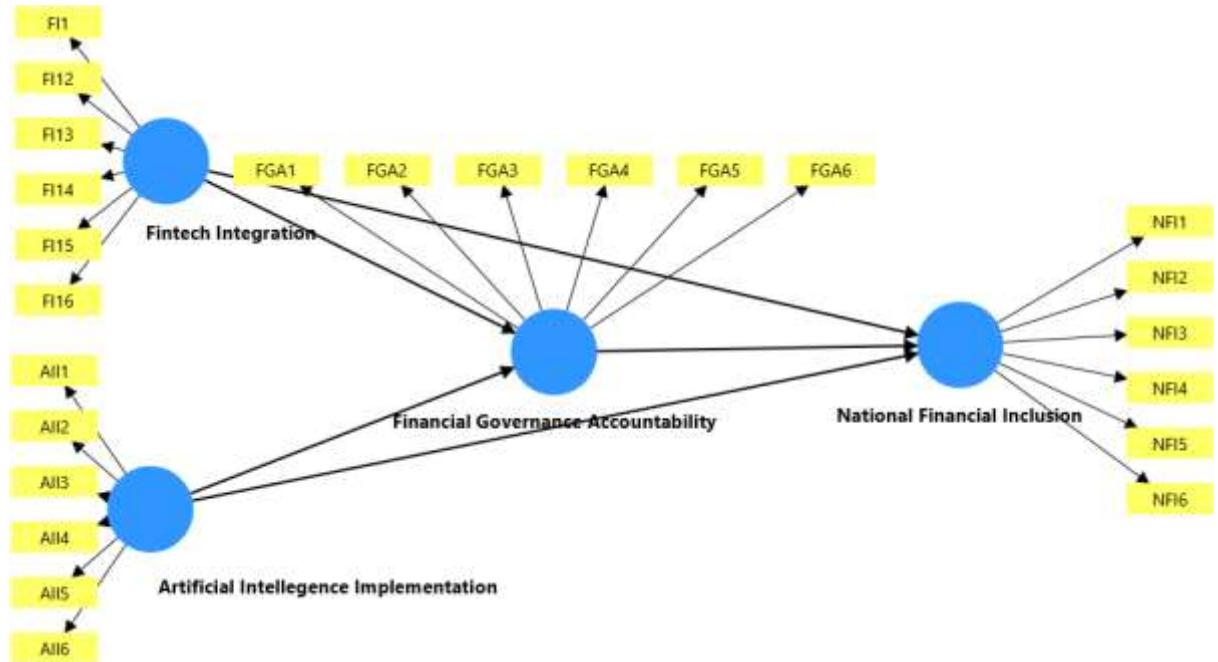 FI1
FI12
FI13
FI14
FI15
FI16
Fintech Integration
FGA1
FGA2
FGA3
FGA4
FGA5
FGA6
Financial Governance Accountability
NFI1
NFI2
NFI3
NFI4
NFI5
NFI6
National Financial Inclusion
AII1
AII2
AII3
AII4
AII5
AII6
Artificial Intellegence Implementation